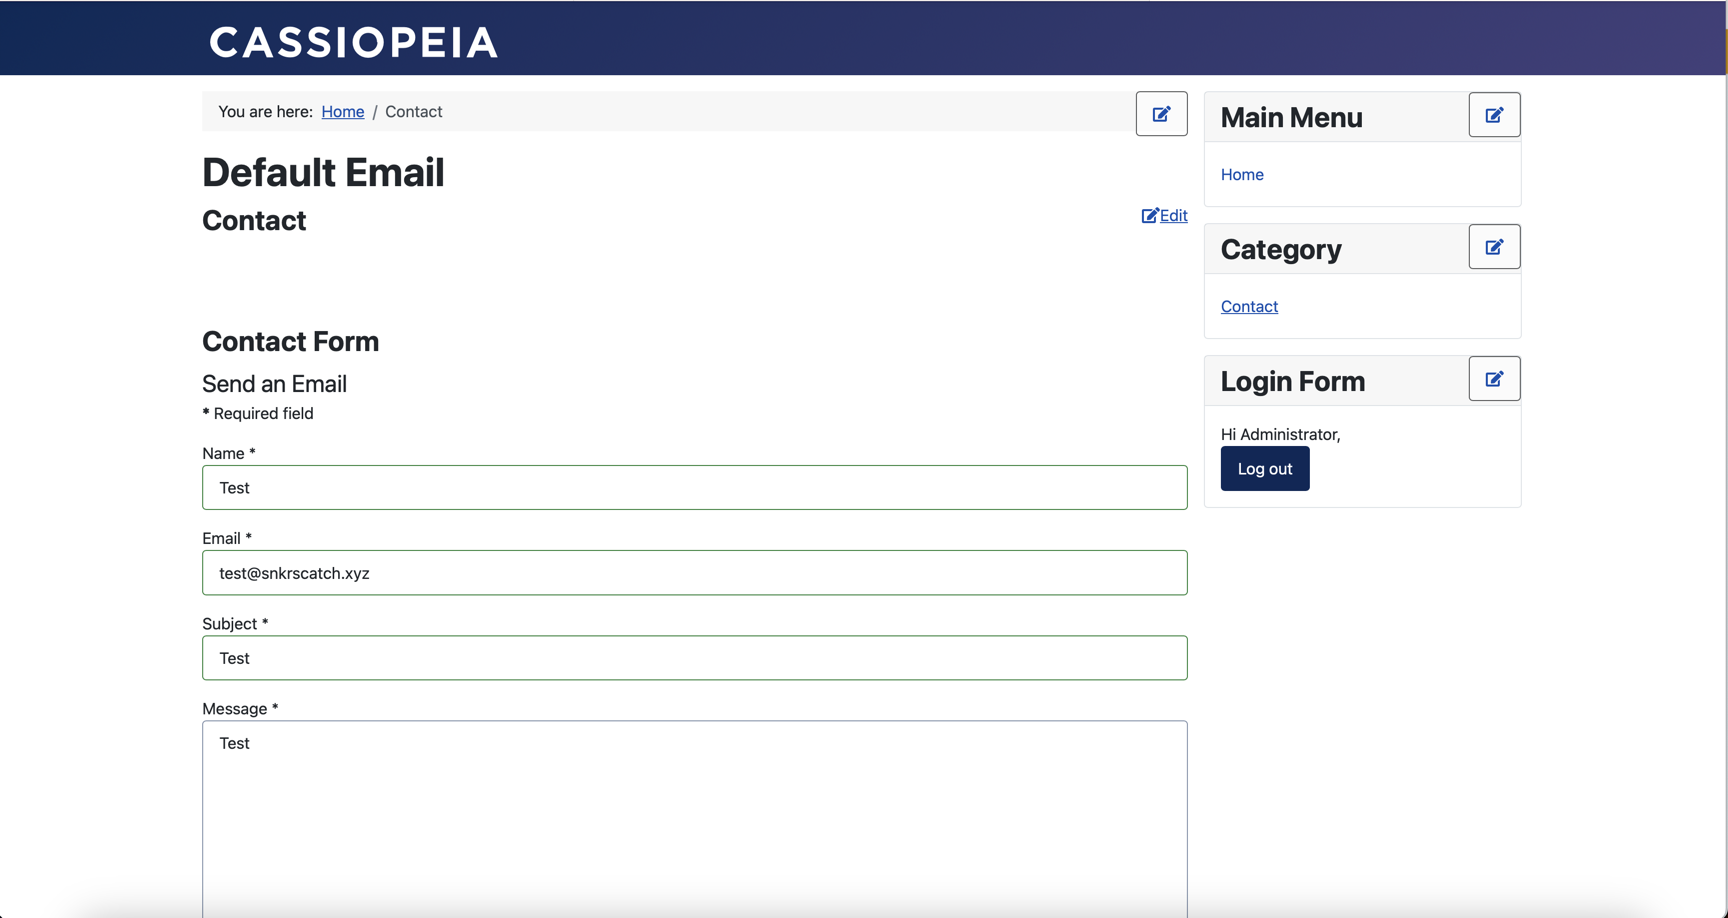 CASSIOPEIA
You are here: Home / Contact
Default Email
Contact
Edit
Contact Form
Send an Email
* Required field
Name *
Test
Email *
test@snkrscatch.xyz
Subject *
Test
Message *
Test
Main Menu
Home
Category
Contact
Login Form
Hi Administrator,
Log out